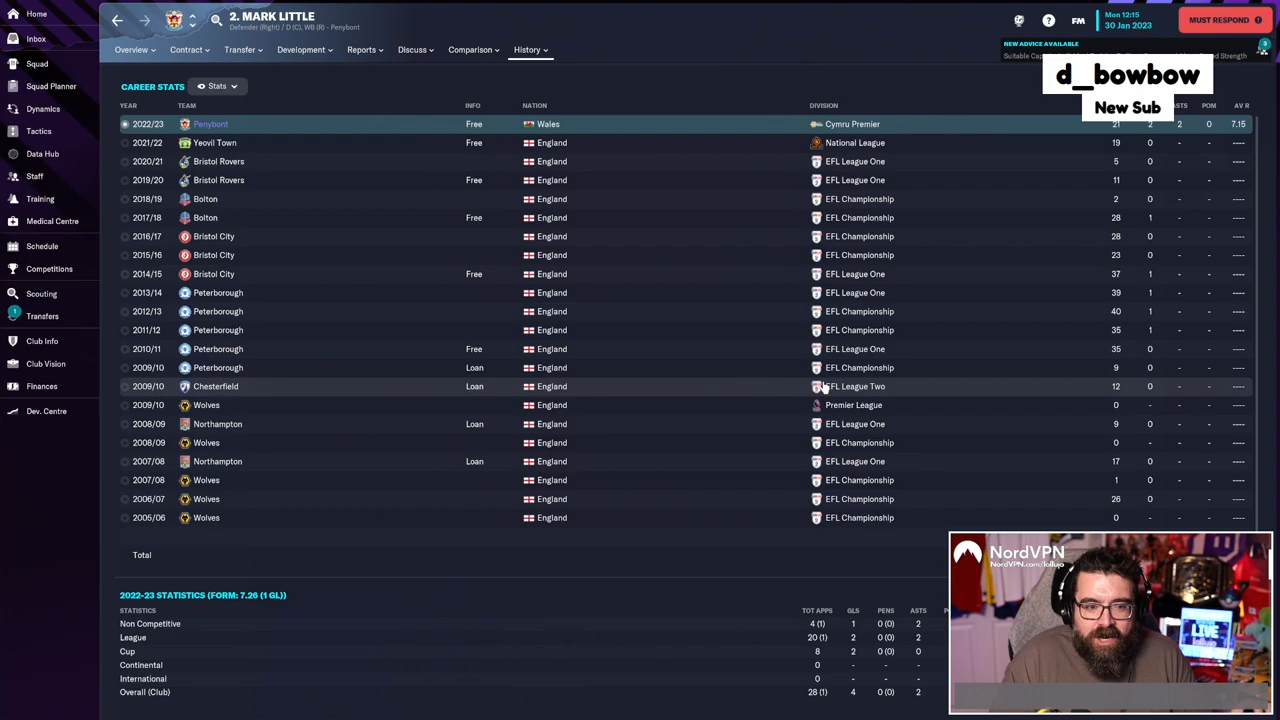 Home
2. MARK LITTLE
Defender (Right) / D (C), WB (R) - Penybont
FM
Mon 12:15
30 Jan 2023
MUST RESPOND
Inbox
Squad
Squad Planner
Dynamics
Tactics
Data Hub
Staff
Training
Medical Centre
Schedule
Competitions
Scouting
1
Transfers
Club Info
Club Vision
Finances
Dev. Centre
Overview Contract Transfer Development Reports Discuss Comparison History
NEW ADVICE AVAILABLE
3
d__bowbow
New Sub
CAREER STATS Stats
YEAR TEAM INFO NATION DIVISION POM AV R
2022/23 Penybont Free Wales Cymru Premier 21 2 2 0 7.15
2021/22 Yeovil Town Free England National League 19 0 - - ----
2020/21 Bristol Rovers England EFL League One 5 0 - - ----
2019/20 Bristol Rovers Free England EFL League One 11 0 - - ----
2018/19 Bolton England EFL Championship 2 0 - - ----
2017/18 Bolton Free England EFL Championship 28 1 - - ----
2016/17 Bristol City England EFL Championship 28 0 - - ----
2015/16 Bristol City England EFL Championship 23 0 - - ----
2014/15 Bristol City Free England EFL League One 37 1 - - ----
2013/14 Peterborough England EFL League One 39 1 - - ----
2012/13 Peterborough England EFL Championship 40 1 - - ----
2011/12 Peterborough England EFL Championship 35 1 - - ----
2010/11 Peterborough Free England EFL League One 35 0 - - ----
2009/10 Peterborough Loan England EFL Championship 9 0 - - ----
2009/10 Chesterfield Loan England EFL League Two 12 0 - - ----
2009/10 Wolves England Premier League 0 - - - ----
2008/09 Northampton Loan England EFL League One 9 0 - - ----
2008/09 Wolves England EFL Championship 0 - - - ----
2007/08 Northampton Loan England EFL League One 17 0 - - ----
2007/08 Wolves England EFL Championship 1 0 - - ----
2006/07 Wolves England EFL Championship 26 0 - - ----
2005/06 Wolves England EFL Championship 0 - - - ----
Total
2022-23 STATISTICS (FORM: 7.26 (1 GL))
STATISTICS TOT APPS GLS PENS ASTS
Non Competitive 4 (1) 1 0 (0) 2
League 20 (1) 2 0 (0) 2
Cup 8 2 0 (0) 0
Continental 0 - - -
International 0 - - -
Overall (Club) 28 (1) 4 0 (0) 2
NordVPN
NordVPN.com/lollujo
LIVE
lollujo